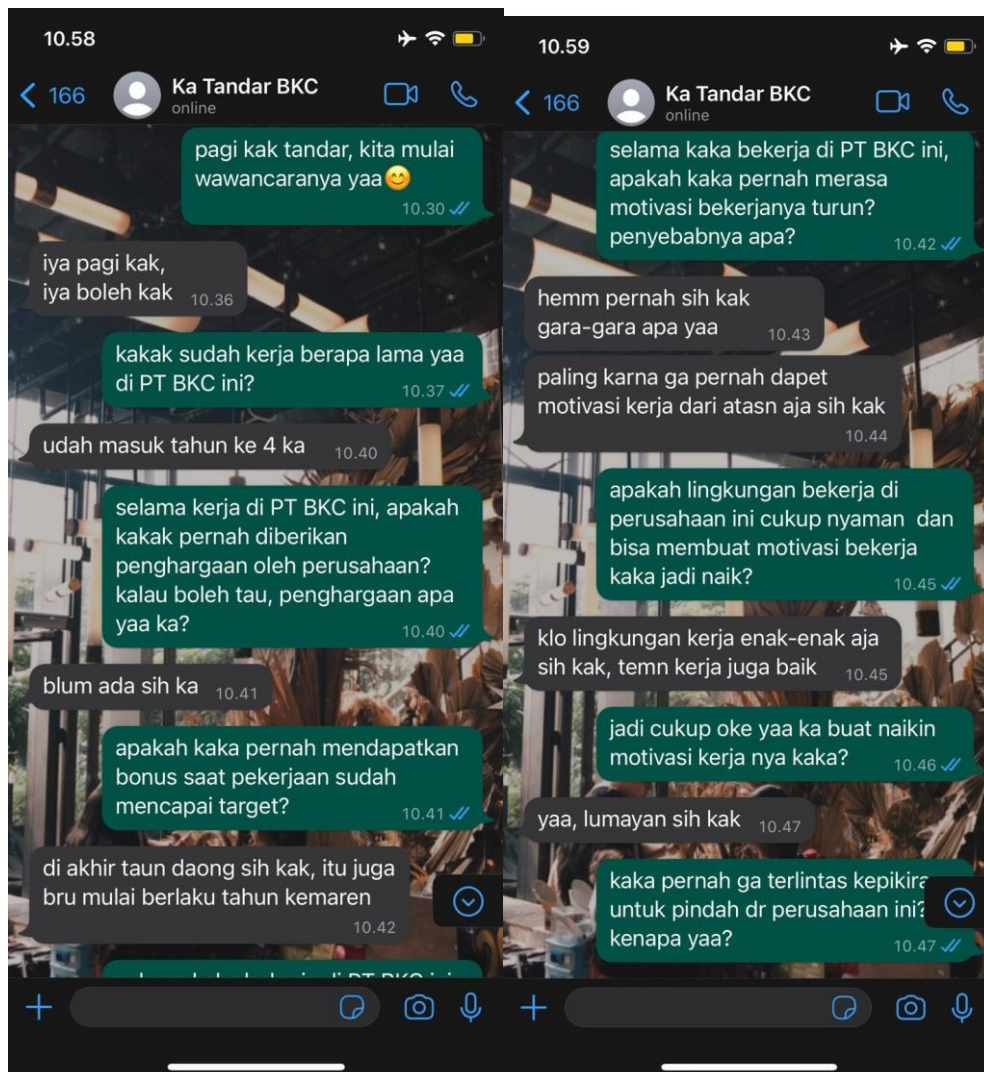 10.58
166
Ka Tandar BKC
online
pagi kak tandar, kita mulai
wawancaranya yaa😊
10.30
iya pagi kak,
iya boleh kak 10.36
kakak sudah kerja berapa lama yaa
di PT BKC ini?
10.37
udah masuk tahun ke 4 ka 10.40
selama kerja di PT BKC ini, apakah
kakak pernah diberikan
penghargaan oleh perusahaan?
kalau boleh tau, penghargaan apa
yaa ka?
10.40
blum ada sih ka 10.41
apakah kaka pernah mendapatkan
bonus saat pekerjaan sudah
mencapai target?
10.41
di akhir taun daong sih kak, itu juga
bru mulai berlaku tahun kemaren
10.42
10.59
166
Ka Tandar BKC
online
selama kaka bekerja di PT BKC ini,
apakah kaka pernah merasa
motivasi bekerjanya turun?
penyebabnya apa?
10.42
hemm pernah sih kak
gara-gara apa yaa 10.43
paling karna ga pernah dapet
motivasi kerja dari atasn aja sih kak
10.44
apakah lingkungan bekerja di
perusahaan ini cukup nyaman dan
bisa membuat motivasi bekerja
kaka jadi naik?
10.45
klo lingkungan kerja enak-enak aja
sih kak, temn kerja juga baik 10.45
jadi cukup oke yaa ka buat naikin
motivasi kerja nya kaka?
10.46
yaa, lumayan sih kak 10.47
kaka pernah ga terlintas kepikira
untuk pindah dr perusahaan ini?
kenapa yaa?
10.47